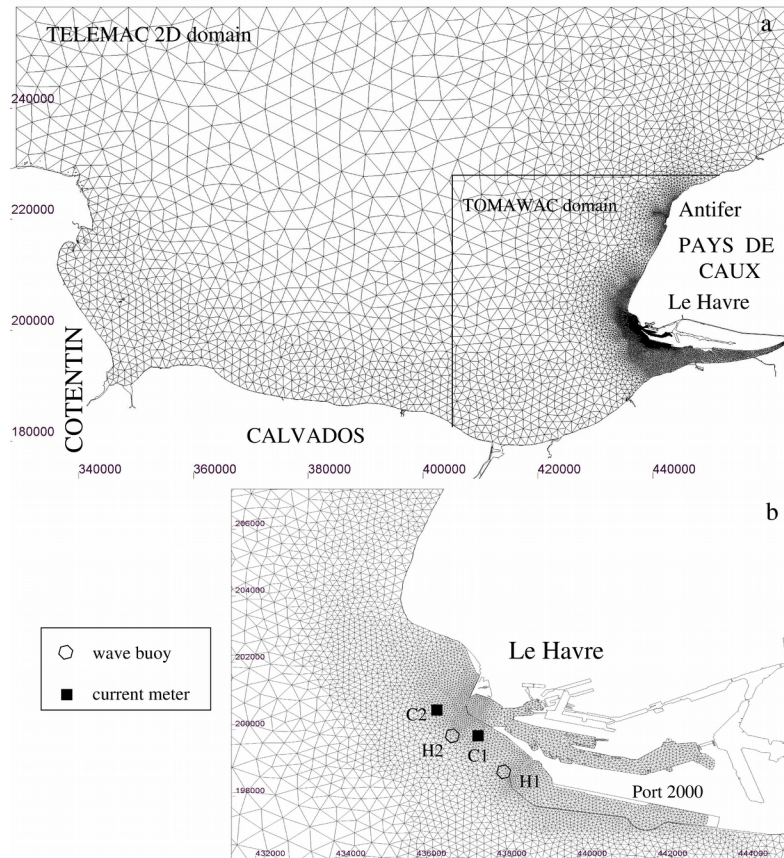 TELEMAC 2D domain
a
240000
220000
TOMAWAC domain
Antifer
PAYS DE
CAUX
Le Havre
200000
COTENTIN
180000
CALVADOS
340000
360000
380000
400000
420000
440000
b
206000
204000
202000
200000
198000
Le Havre
wave buoy
current meter
C2
H2
C1
H1
Port 2000
432000
434000
436000
438000
440000
442000
444000